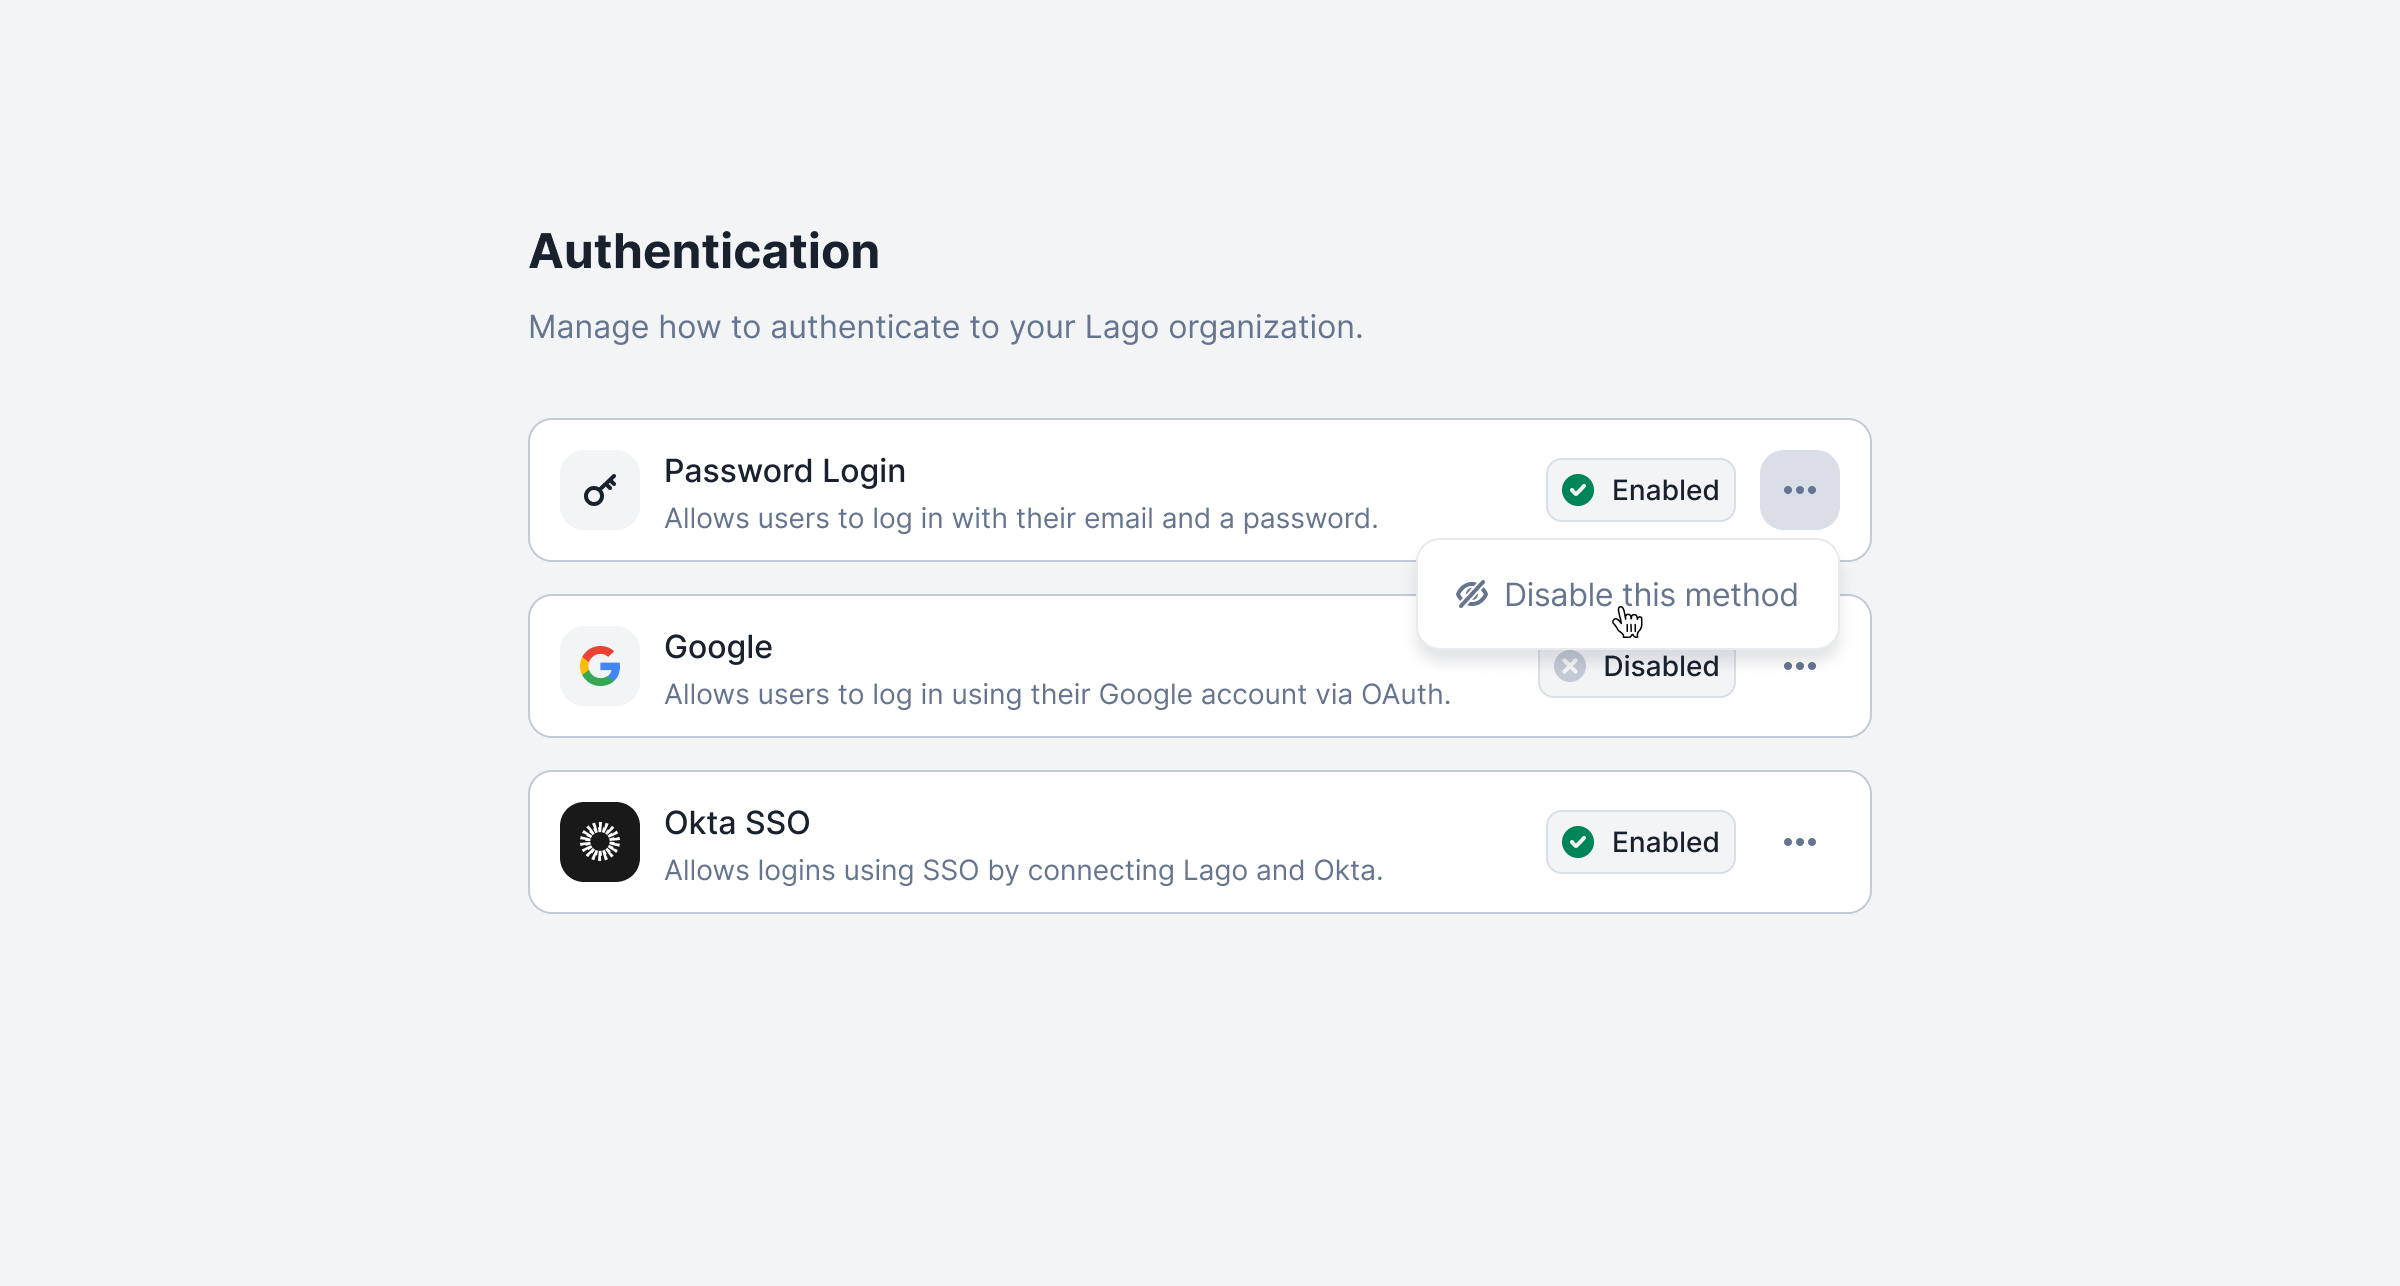 Authentication
Manage how to authenticate to your Lago organization.
Password Login
Allows users to log in with their email and a password.
Enabled
Disable this method
Google
Allows users to log in using their Google account via OAuth.
Disabled
Okta SSO
Allows logins using SSO by connecting Lago and Okta.
Enabled